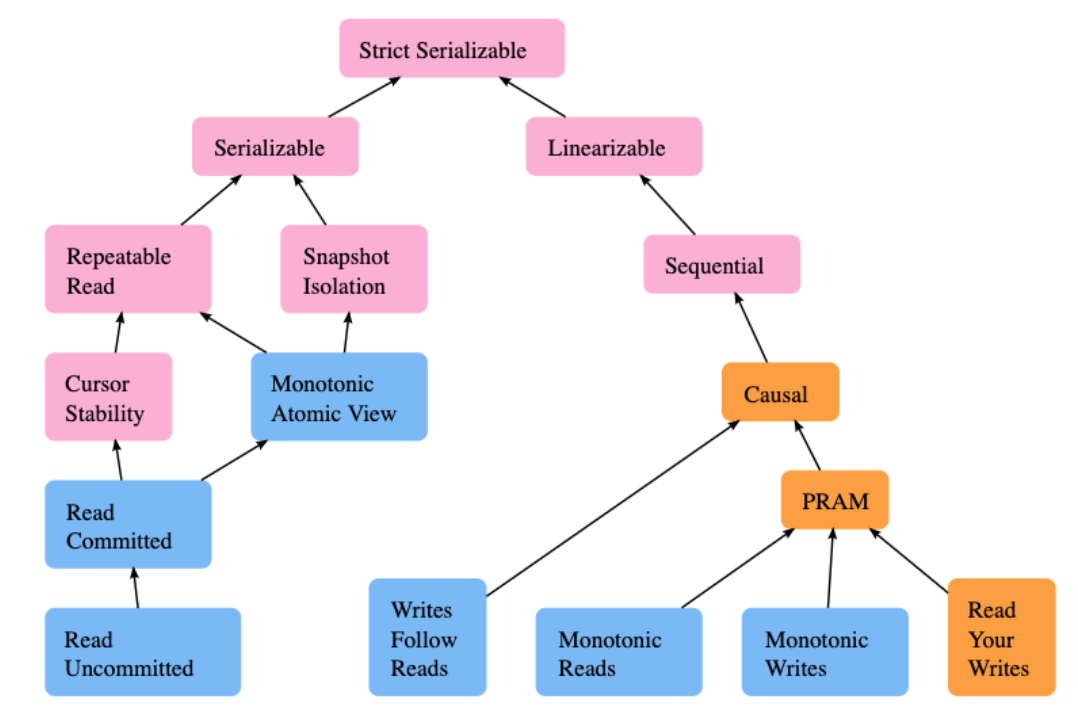 Strict Serializable
Serializable
Linearizable
Repeatable
Read
Snapshot
Isolation
Sequential
Cursor
Stability
Monotonic
Atomic View
Causal
Read
Committed
PRAM
Read
Uncommitted
Writes
Follow
Reads
Monotonic
Reads
Monotonic
Writes
Read
Your
Writes